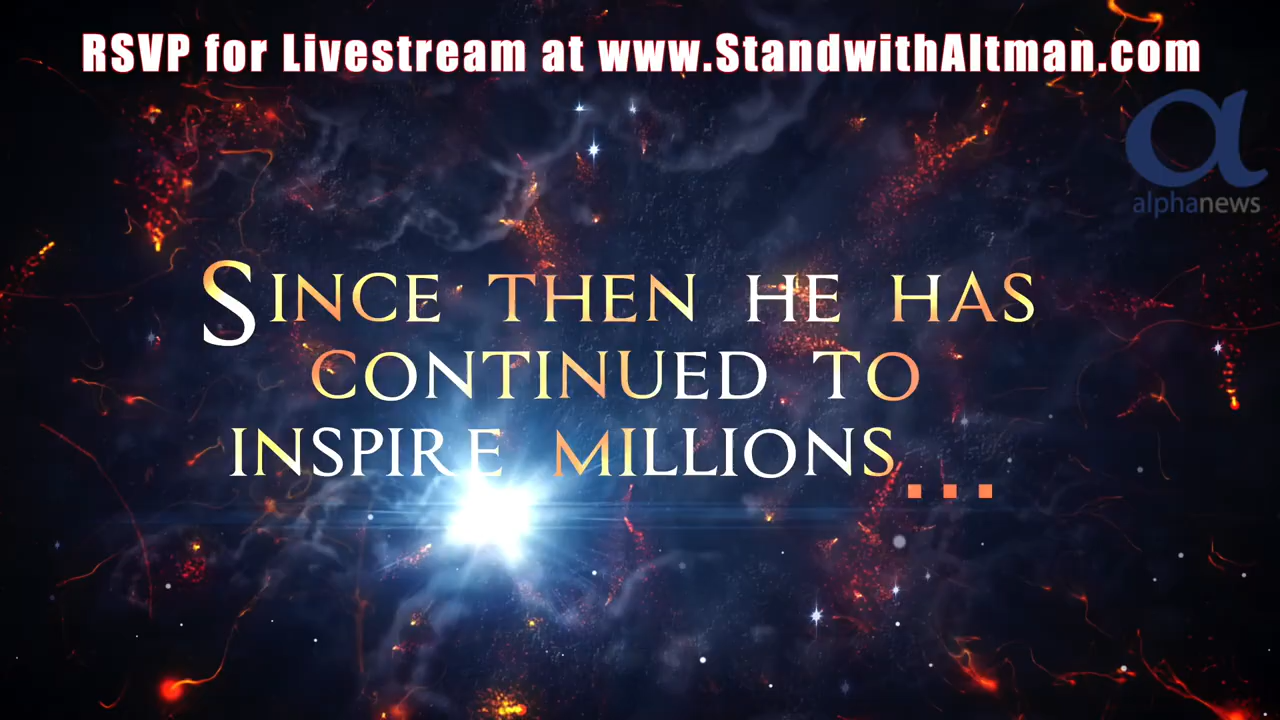 RSVP for Livestream at www.StandwithAltman.com
alphanews
SINCE THEN HE HAS
CONTINUED TO
INSPIRE MILLIONS...